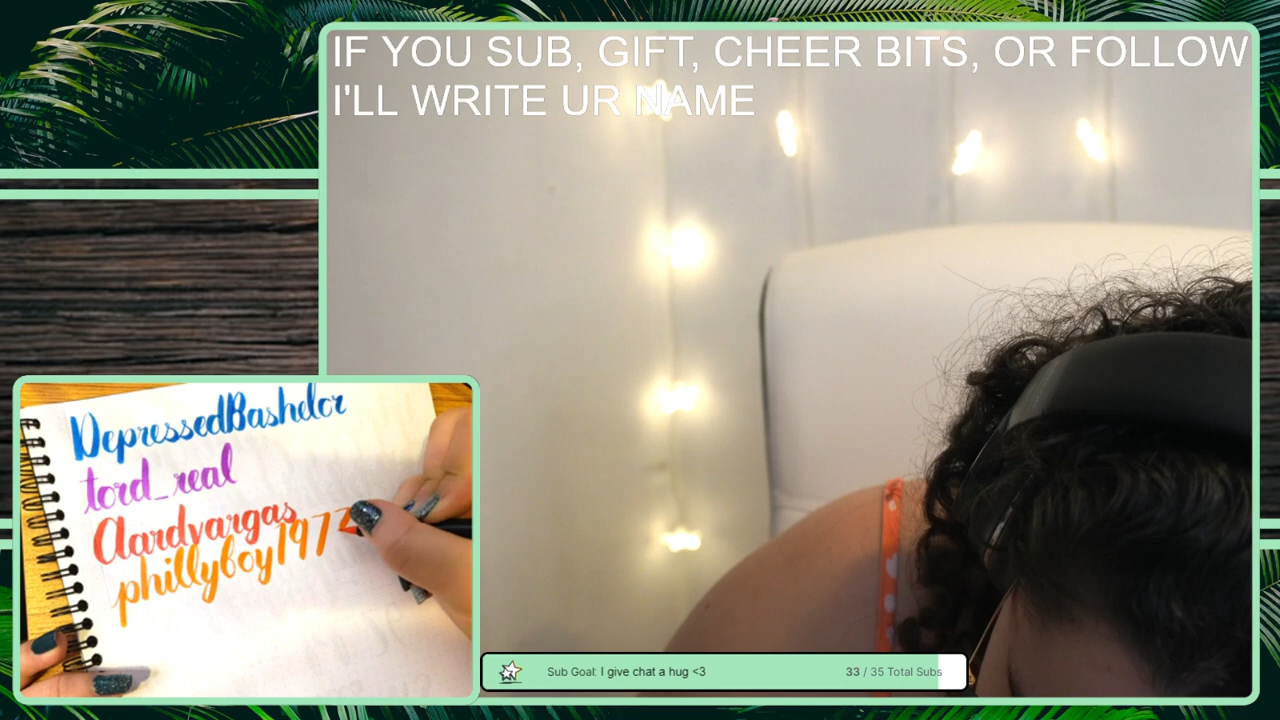 IF YOU SUB, GIFT, CHEER BITS, OR FOLLOW
I'LL WRITE UR NAME
DepressedBashelor
tord_real
Aardvargas
phillyboy197
Sub Goal: I give chat a hug <3
33 / 35 Total Subs